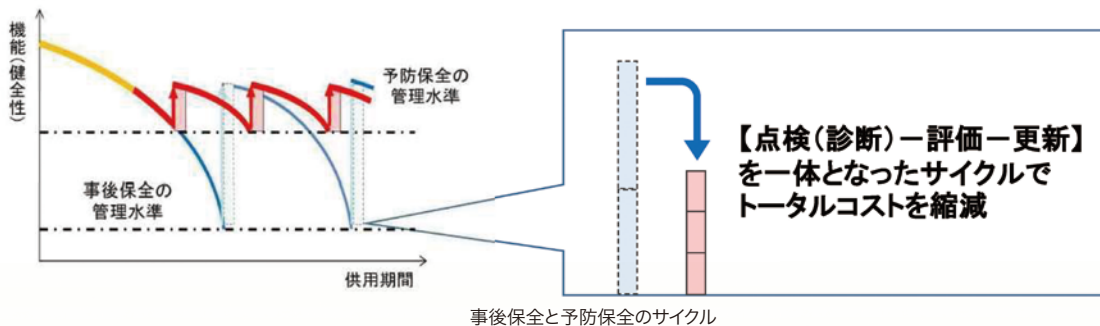 機能(健全性)
予防保全の
管理水準
事後保全の
管理水準
供用期間
【点検(診断)－評価－更新】
を一体となったサイクルで
トータルコストを縮減
事後保全と予防保全のサイクル